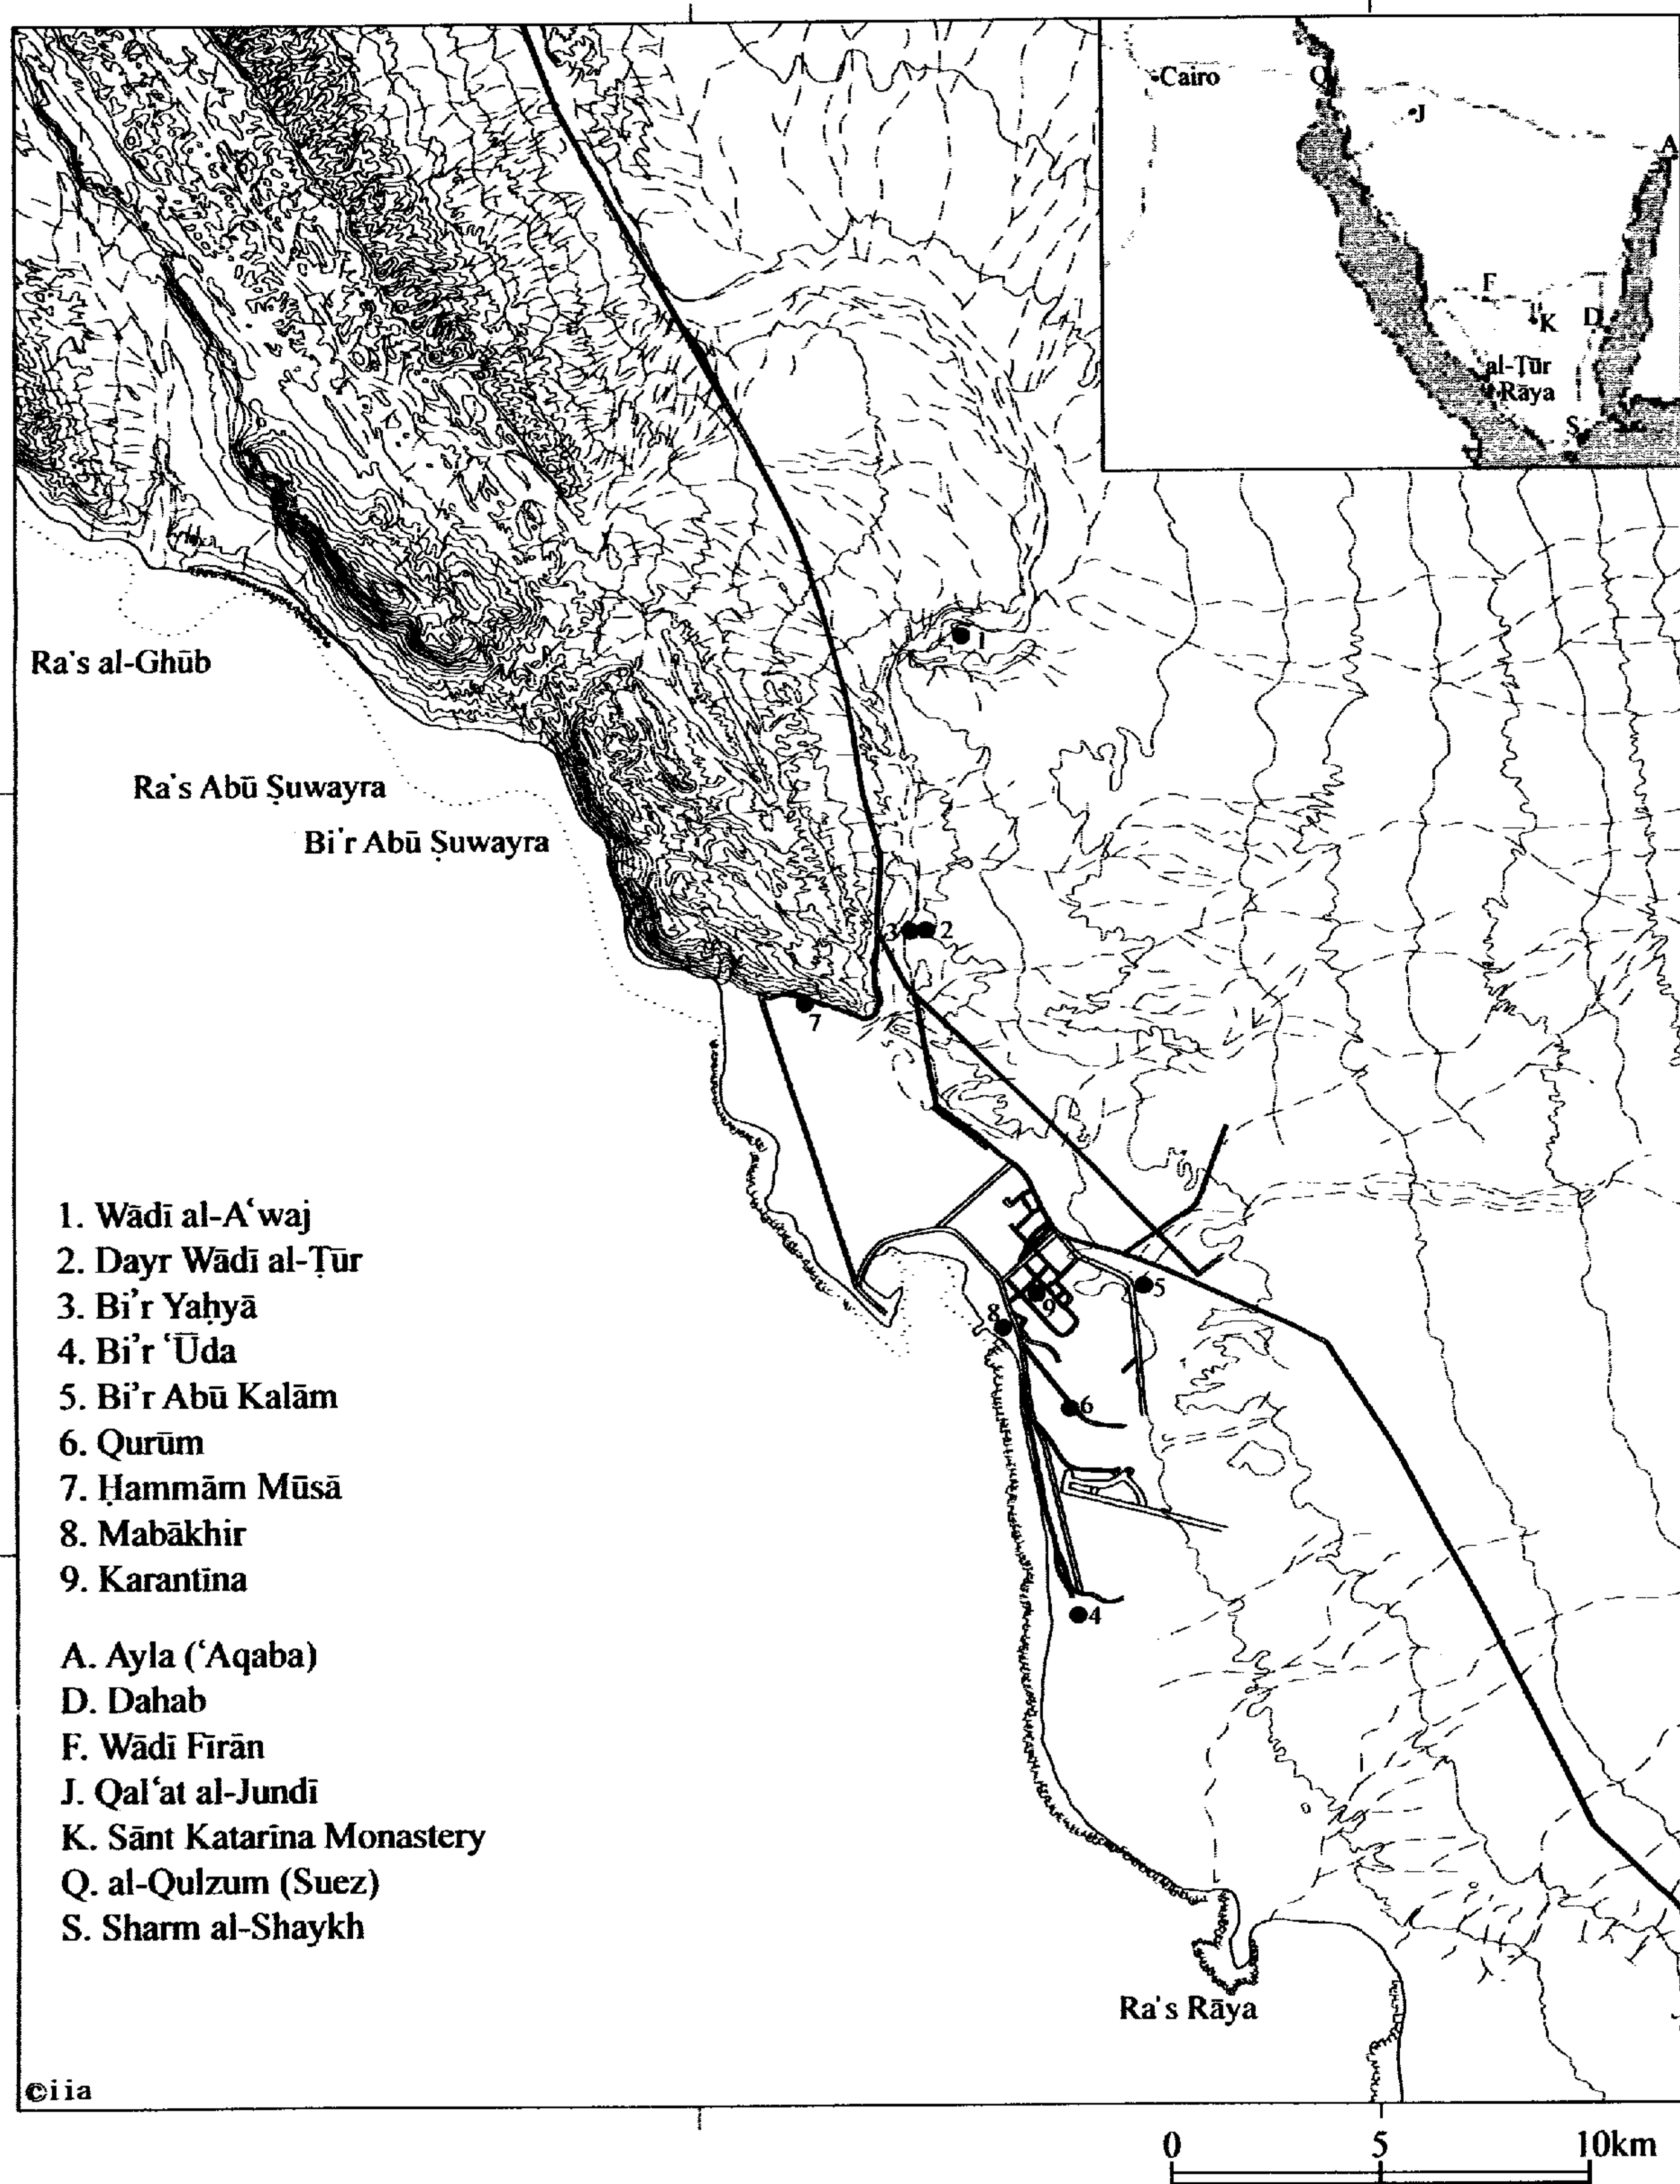 Cairo
Q
J
A
F
K
D
al-Ṭūr
Rāya
S
1
Ra's al-Ghūb
Ra's Abū Ṣuwayra
Bi'r Abū Ṣuwayra
3
2
7
5
9
8
6
4
1. Wādī al-A‘waj
2. Dayr Wādī al-Ṭūr
3. Bi’r Yaḥyā
4. Bi’r ‘Ūda
5. Bi’r Abū Kalām
6. Qurūm
7. Ḥammām Mūsā
8. Mabākhir
9. Karantīna
A. Ayla (‘Aqaba)
D. Dahab
F. Wādī Fīrān
J. Qal‘at al-Jundī
K. Sānt Katarīna Monastery
Q. al-Qulzum (Suez)
S. Sharm al-Shaykh
Ra's Rāya
©iia
0 5 10km